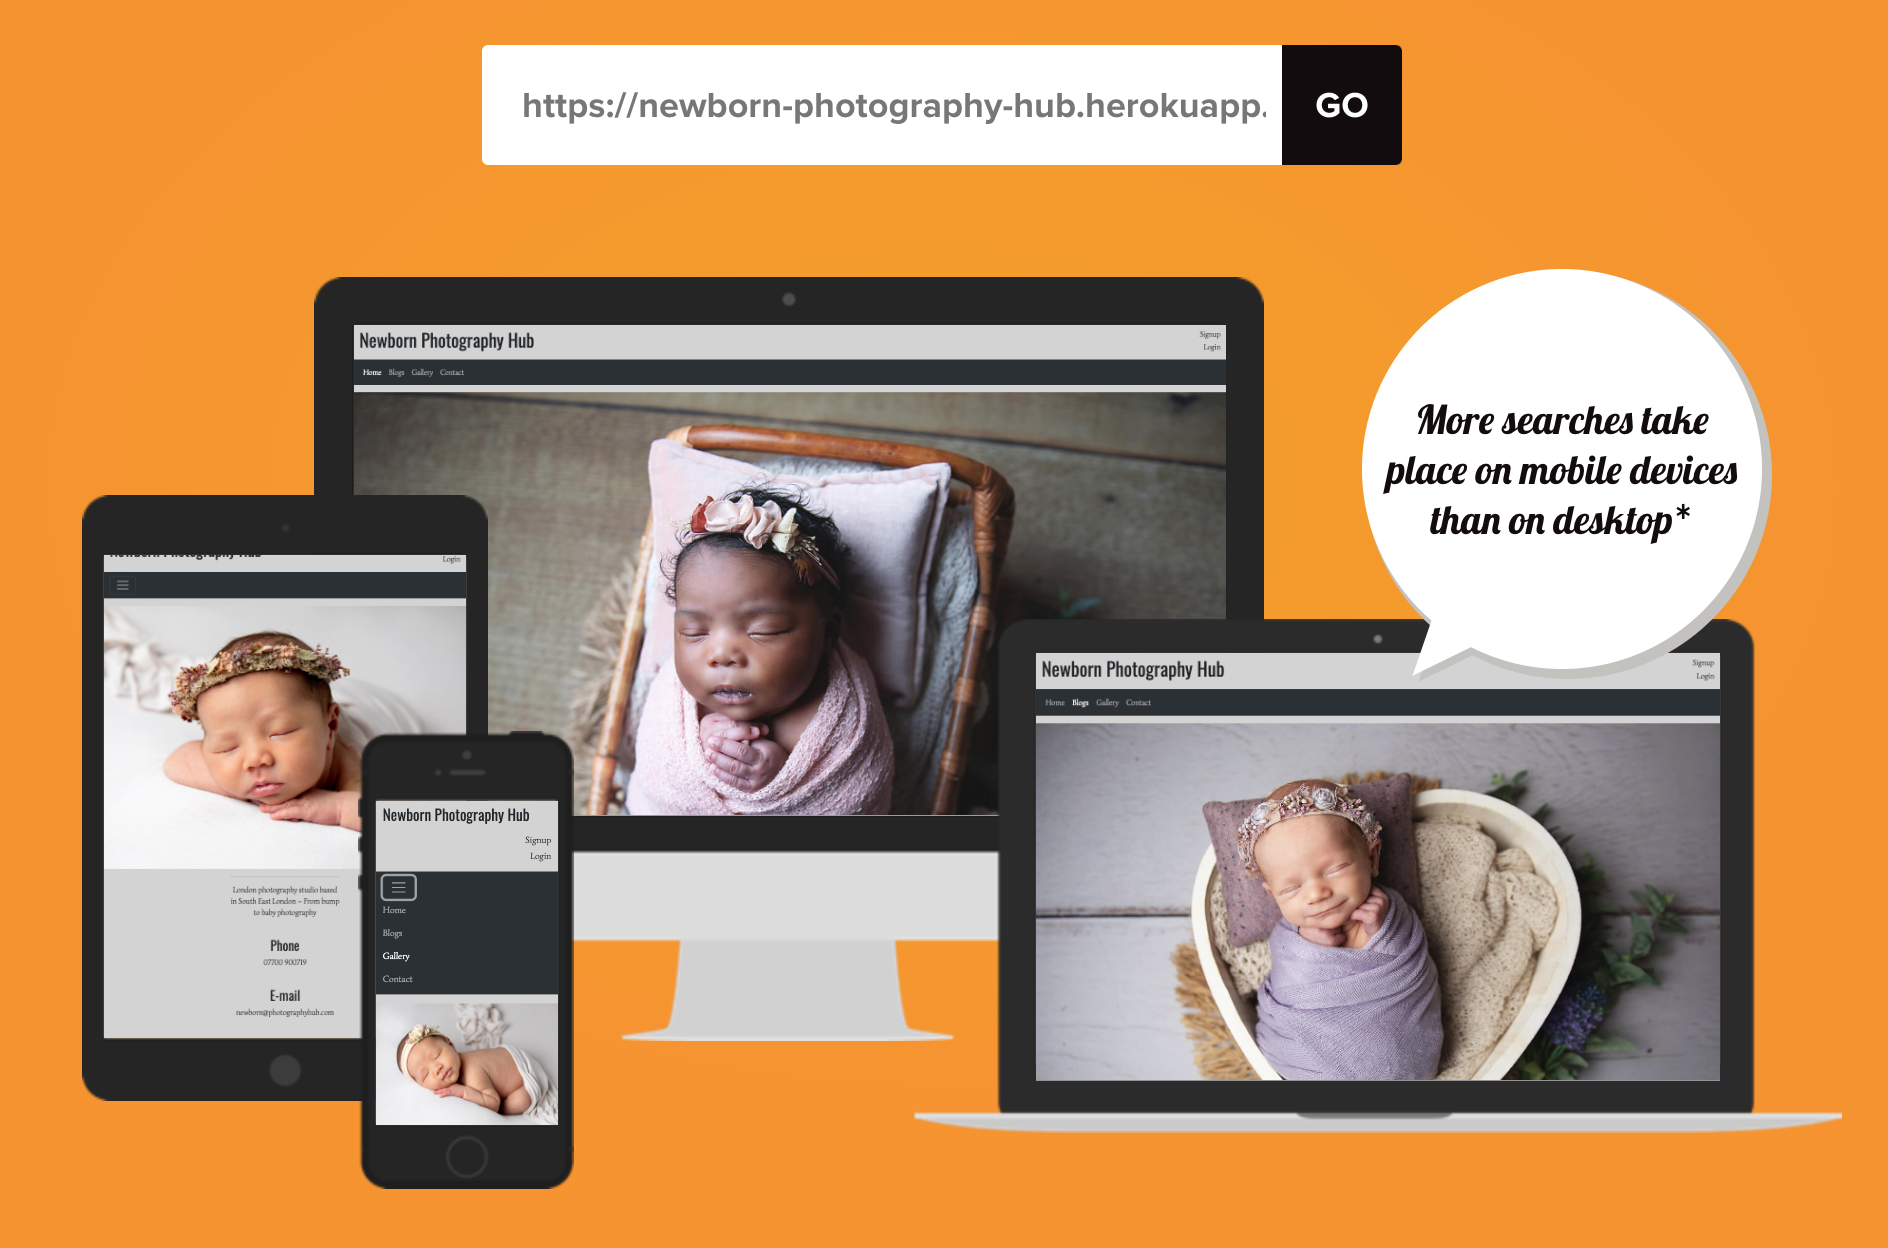 https://newborn-photography-hub.herokuapp.
GO
More searches take
place on mobile devices
than on desktop*
Newborn Photography Hub
Signup
Login
Home Blogs Gallery Contact
Newborn Photography Hub
Login
London photography studio based
in South East London – From bump
to baby photography
Phone
07700 900719
E-mail
newborn@photographyhub.com
Newborn Photography Hub
Signup
Login
Home
Blogs
Gallery
Contact
Newborn Photography Hub
Signup
Login
Home Blogs Gallery Contact